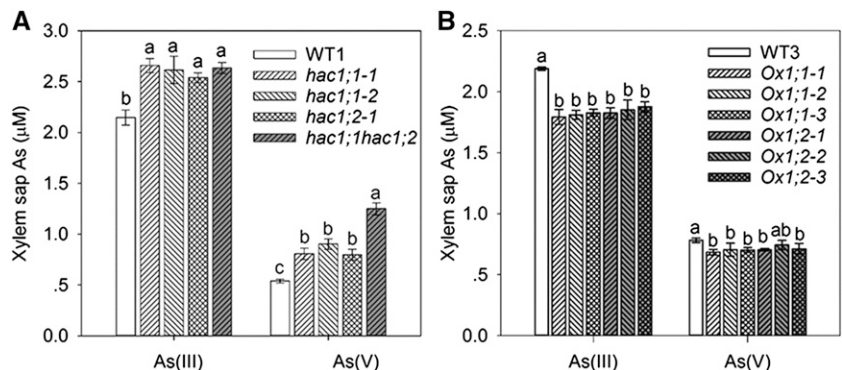 A
3.0
2.5
2.0
1.5
1.0
.5
0.0
Xylem sap As (μM)
b a a a a
c b b b a
WT1
hac1;1-1
hac1;1-2
hac1;2-1
hac1;1hac1;2
As(III) As(V)
B
2.5
2.0
1.5
1.0
.5
0.0
Xylem sap As (μM)
a
b b b b b b
a b b b b ab b
WT3
Ox1;1-1
Ox1;1-2
Ox1;1-3
Ox1;2-1
Ox1;2-2
Ox1;2-3
As(III) As(V)